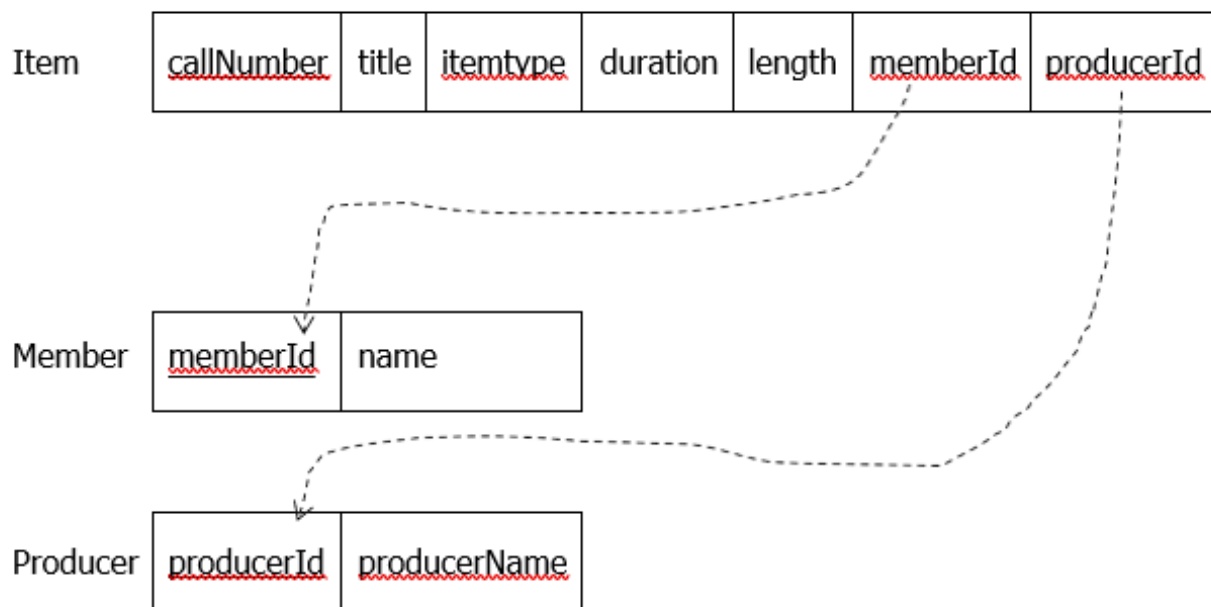 Item callNumber title itemtype duration length memberId producerId
Member memberId name
Producer producerId producerName